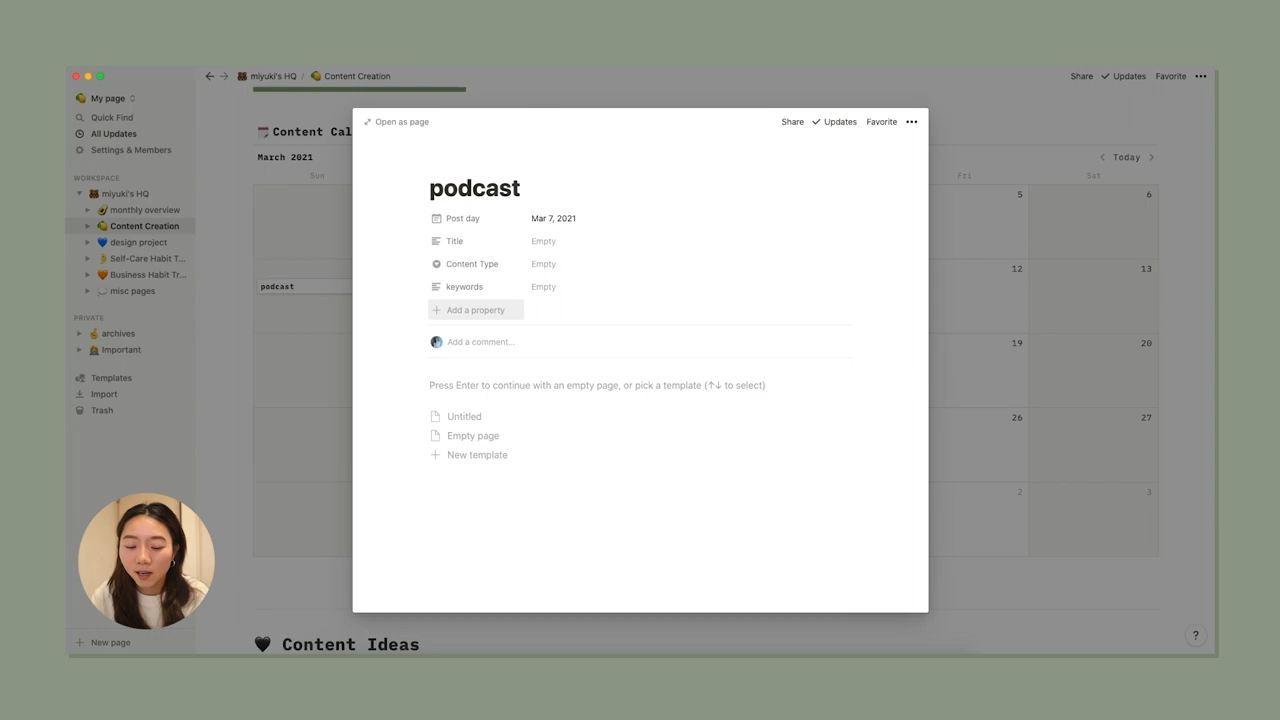 miyuki's HQ / Content Creation
Share Updates Favorite
My page
Quick Find
All Updates
Settings & Members
WORKSPACE
miyuki's HQ
monthly overview
Content Creation
design project
Self-Care Habit T...
Business Habit Tr...
misc pages
PRIVATE
archives
Important
Templates
Import
Trash
New page
Content Cal
March 2021
Today
Sun
Fri
Sat
5
6
podcast
12
13
19
20
26
27
2
3
Open as page
Share Updates Favorite
podcast
Post day Mar 7, 2021
Title Empty
Content Type Empty
keywords Empty
Add a property
Add a comment...
Press Enter to continue with an empty page, or pick a template (↑↓ to select)
Untitled
Empty page
New template
Content Ideas
?